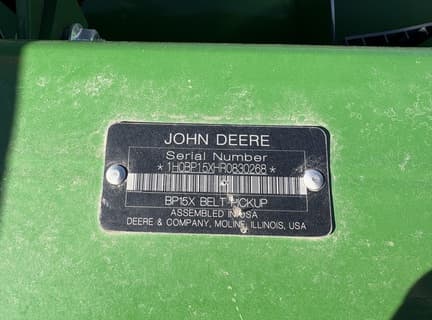 JOHN DEERE
Serial Number
*1H0BP15XHR0830268*
BP15X BELT PICKUP
ASSEMBLED IN USA
DEERE & COMPANY, MOLINE, ILLINOIS, USA